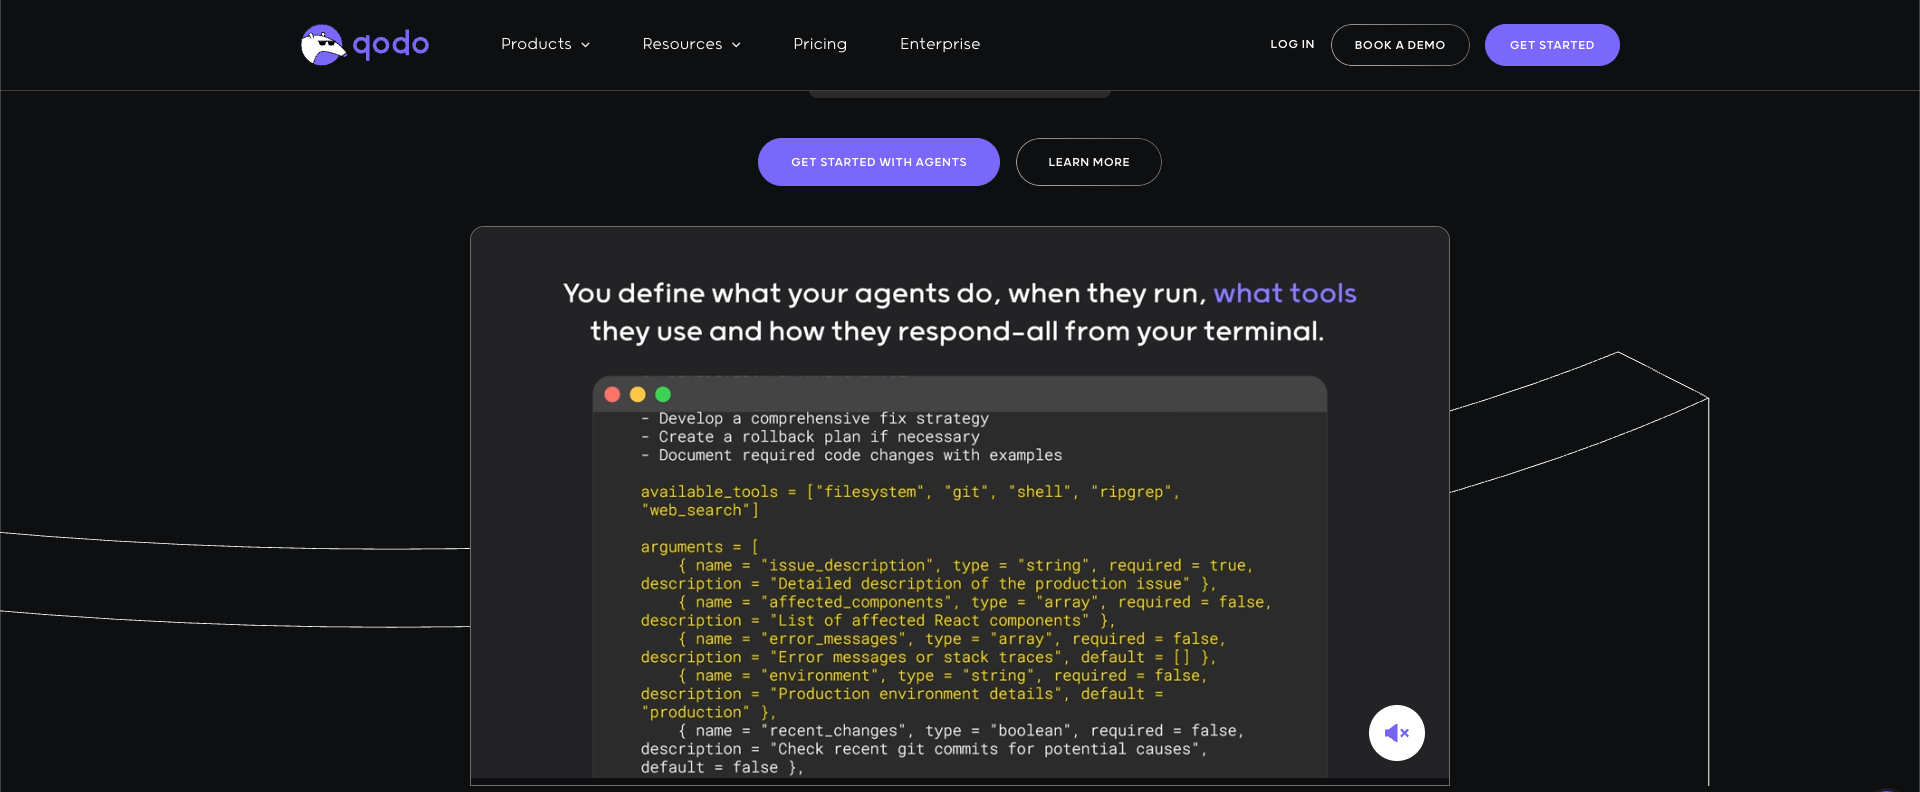 qodo
Products
Resources
Pricing
Enterprise
LOG IN
BOOK A DEMO
GET STARTED
GET STARTED WITH AGENTS
LEARN MORE
You define what your agents do, when they run, what tools
they use and how they respond–all from your terminal.
- Develop a comprehensive fix strategy
- Create a rollback plan if necessary
- Document required code changes with examples
available_tools = ["filesystem", "git", "shell", "ripgrep",
"web_search"]
arguments = [
{ name = "issue_description", type = "string", required = true,
description = "Detailed description of the production issue" },
{ name = "affected_components", type = "array", required = false,
description = "List of affected React components" },
{ name = "error_messages", type = "array", required = false,
description = "Error messages or stack traces", default = [] },
{ name = "environment", type = "string", required = false,
description = "Production environment details", default =
"production" },
{ name = "recent_changes", type = "boolean", required = false,
description = "Check recent git commits for potential causes",
default = false },